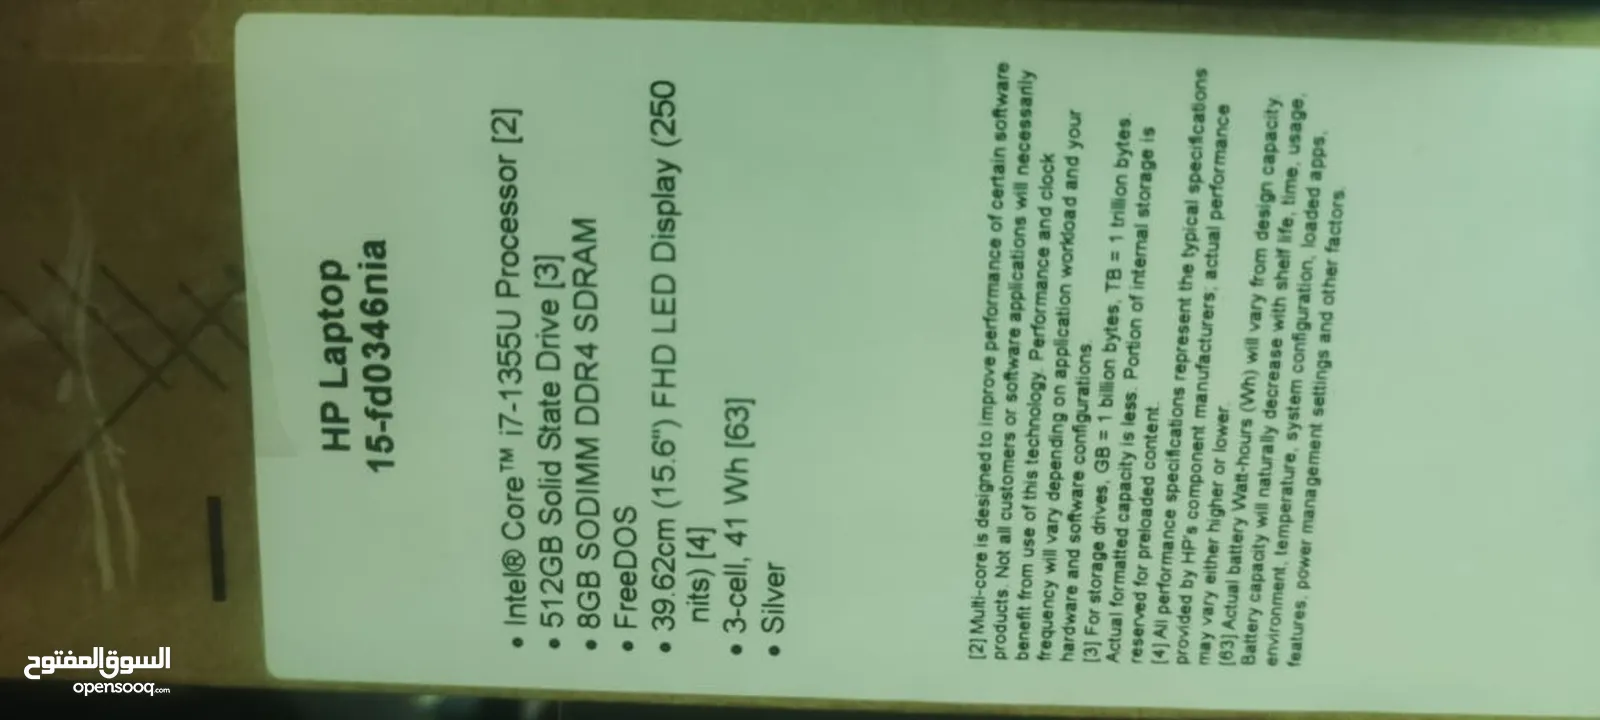 HP Laptop
15-fd0346nia
• Intel® Core™ i7-1355U Processor [2]
• 512GB Solid State Drive [3]
• 8GB SODIMM DDR4 SDRAM
• FreeDOS
• 39.62cm (15.6") FHD LED Display (250
nits) [4]
• 3-cell, 41 Wh [63]
• Silver
[2] Multi-core is designed to improve performance of certain software
products. Not all customers or software applications will necessarily
benefit from use of this technology. Performance and clock
frequency will vary depending on application workload and your
hardware and software configurations.
[3] For storage drives, GB = 1 billion bytes, TB = 1 trillion bytes.
Actual formatted capacity is less. Portion of internal storage is
reserved for preloaded content.
[4] All performance specifications represent the typical specifications
provided by HP's component manufacturers; actual performance
may vary either higher or lower.
[63] Actual battery Watt-hours (Wh) will vary from design capacity.
Battery capacity will naturally decrease with shelf life, time, usage,
environment, temperature, system configuration, loaded apps,
features, power management settings and other factors.
السوق المفتوح
opensooq.com